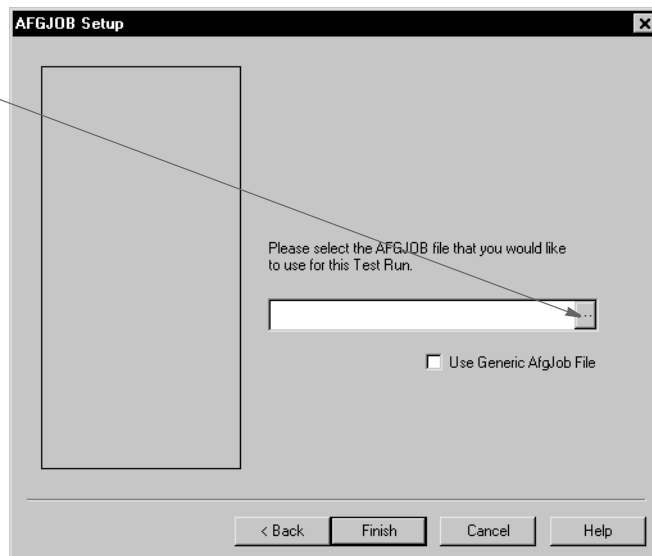 AFGJOB Setup
Please select the AFGJOB file that you would like
to use for this Test Run.
..
Use Generic AfgJob File
< Back
Finish
Cancel
Help